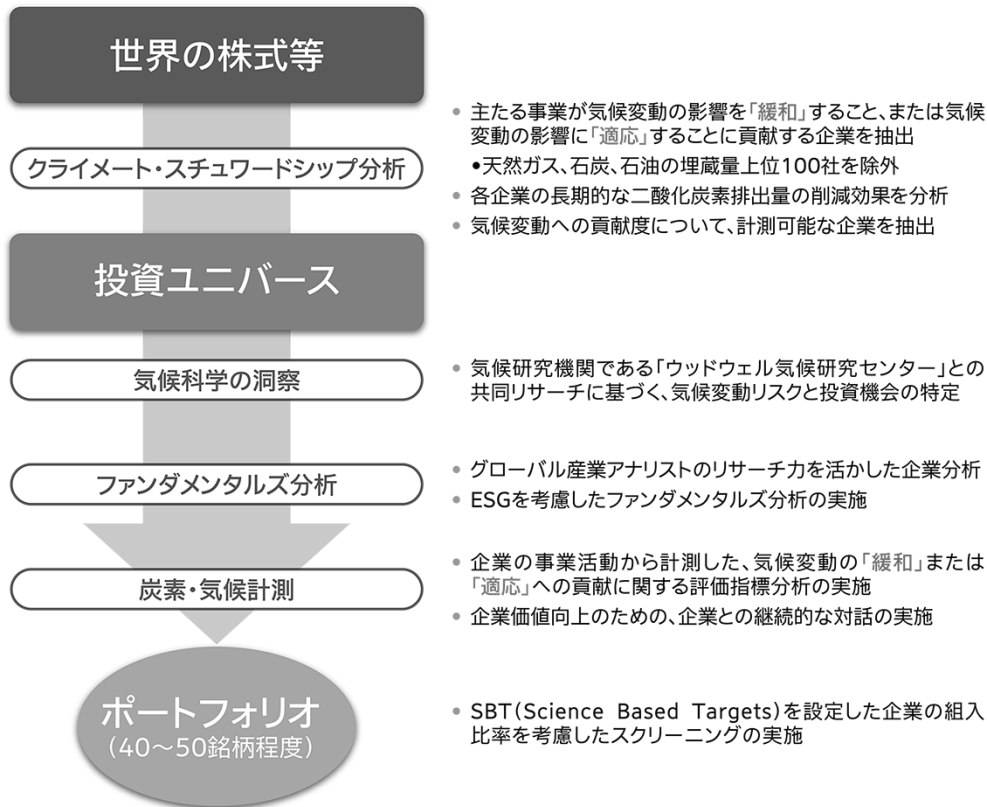 世界の株式等
クライメート・スチュワードシップ分析
• 主たる事業が気候変動の影響を「緩和」すること、または気候
変動の影響に「適応」することに貢献する企業を抽出
•天然ガス、石炭、石油の埋蔵量上位100社を除外
• 各企業の長期的な二酸化炭素排出量の削減効果を分析
• 気候変動への貢献度について、計測可能な企業を抽出
投資ユニバース
気候科学の洞察
• 気候研究機関である「ウッドウェル気候研究センター」との
共同リサーチに基づく、気候変動リスクと投資機会の特定
ファンダメンタルズ分析
• グローバル産業アナリストのリサーチ力を活かした企業分析
• ESGを考慮したファンダメンタルズ分析の実施
炭素・気候計測
• 企業の事業活動から計測した、気候変動の「緩和」または
「適応」への貢献に関する評価指標分析の実施
• 企業価値向上のための、企業との継続的な対話の実施
ポートフォリオ
(40～50銘柄程度)
• SBT(Science Based Targets)を設定した企業の組入
比率を考慮したスクリーニングの実施